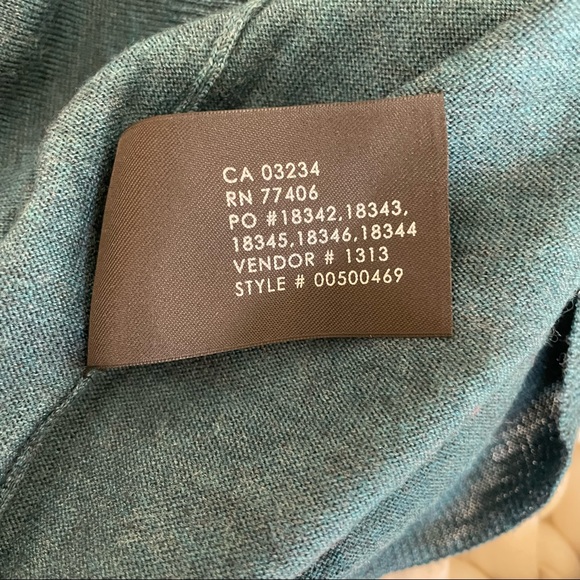 CA 03234
RN 77406
PO #18342,18343,
18345,18346,18344
VENDOR # 1313
STYLE # 00500469